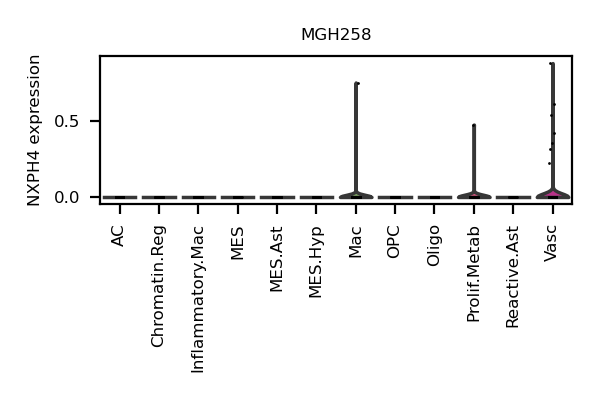 MGH258
NXPH4 expression
0.5
0.0
AC
Chromatin.Reg
Inflammatory.Mac
MES
MES.Ast
MES.Hyp
Mac
OPC
Oligo
Prolif.Metab
Reactive.Ast
Vasc